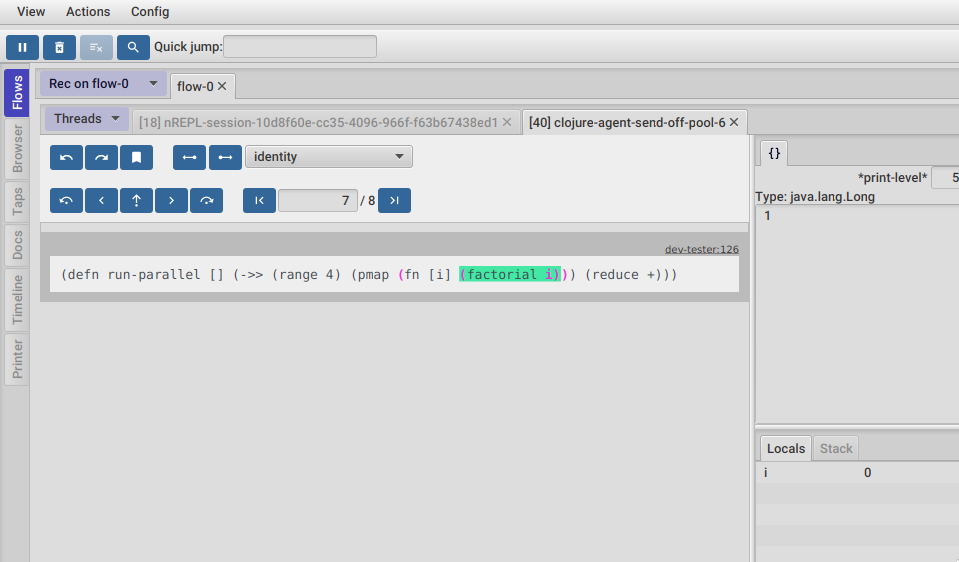 View Actions Config
Quick jump:
Rec on flow-0 flow-0
Threads [18] nREPL-session-10d8f60e-cc35-4096-966f-f63b67438ed1 [40] clojure-agent-send-off-pool-6
identity
7 / 8
dev-tester:126
(defn run-parallel [] (->> (range 4) (pmap (fn [i] (factorial i))) (reduce +)))
{}
*print-level* 5
Type: java.lang.Long
1
Locals Stack
i 0
Flows
Browser
Taps
Docs
Timeline
Printer